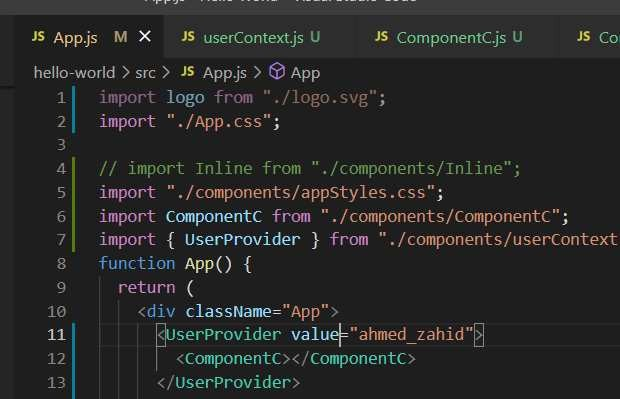 JS App.js M × JS userContext.js U JS ComponentC.js U JS
hello-world > src > JS App.js > App
1 import logo from "./logo.svg";
2 import "./App.css";
3
4 // import Inline from "./components/Inline";
5 import "./components/appStyles.css";
6 import ComponentC from "./components/ComponentC";
7 import { UserProvider } from "./components/userContext
8 function App() {
9 return (
10 <div className="App">
11 <UserProvider value="ahmed_zahid">
12 <ComponentC></ComponentC>
13 </UserProvider>